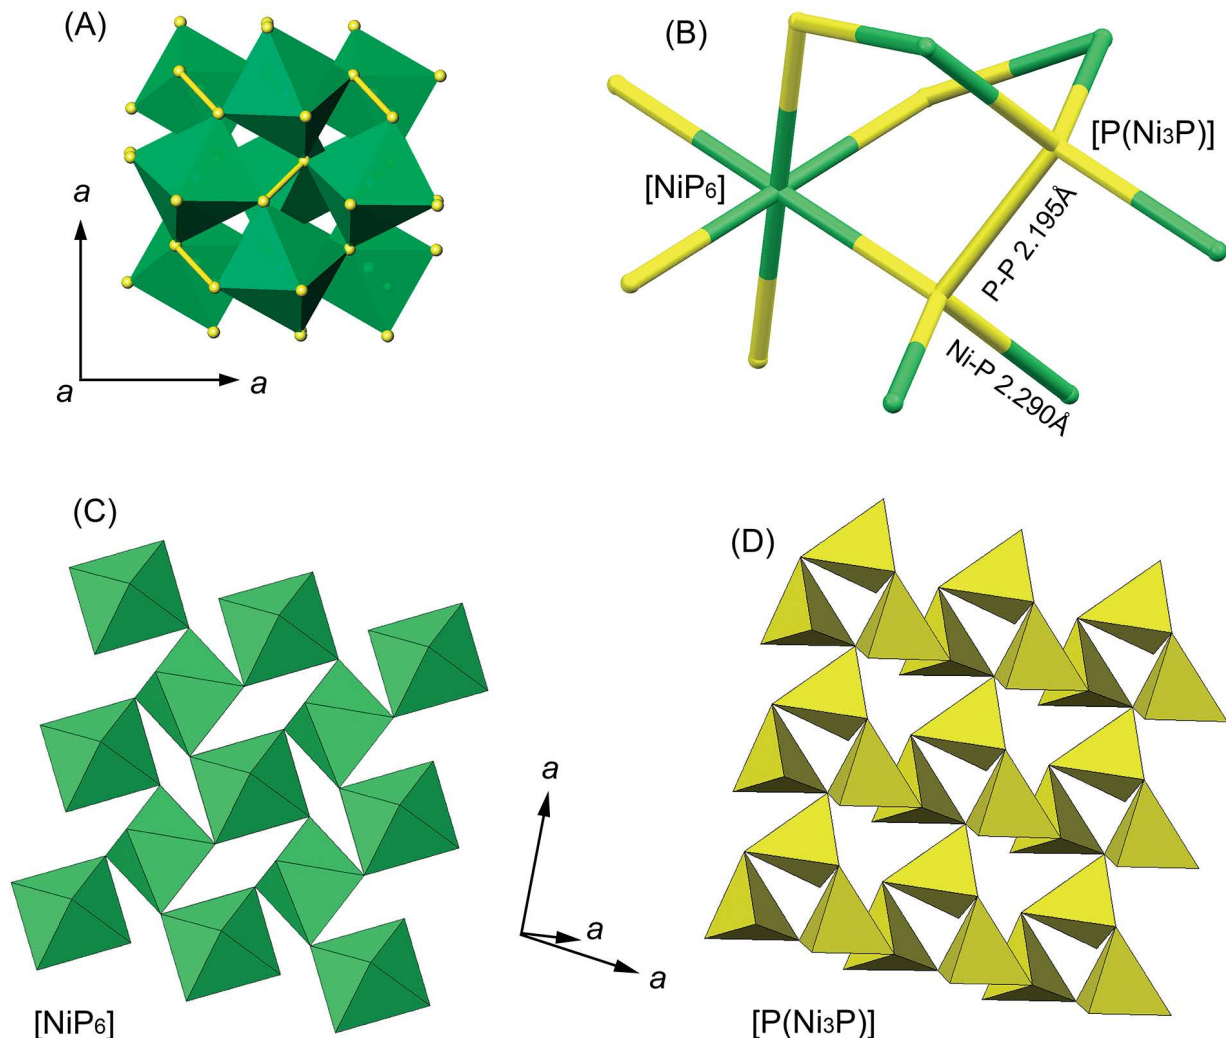 (A)
a
a
a
(B)
[P(Ni₃P)]
[NiP₆]
P-P 2.195Å
Ni-P 2.290Å
(C)
(D)
a
a
a
[NiP₆]
[P(Ni₃P)]